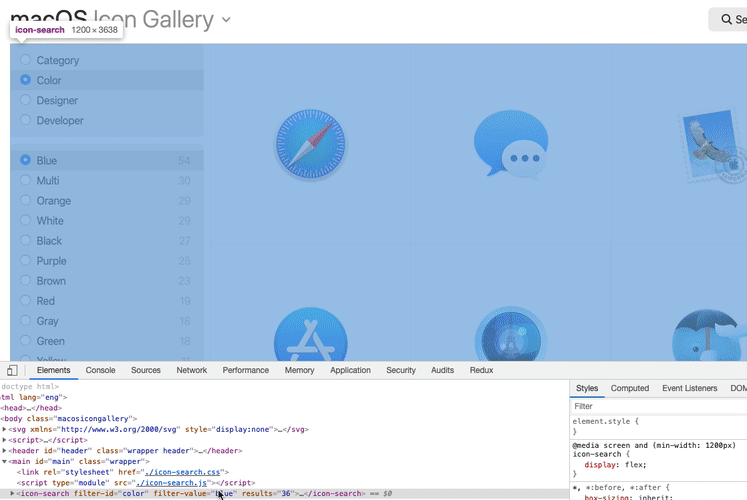 macOS Icon Gallery
Se
icon-search 1200 × 3638
Category
Color
Designer
Developer
Blue 54
Multi 30
Orange 29
White 29
Black 27
Purple 25
Brown 23
Red 19
Gray 18
Green 18
Elements Console Sources Network Performance Memory Application Security Audits Redux
doctype html>
html lang="eng">
<head>…</head>
<body class="macosicongallery">
<svg xmlns="http://www.w3.org/2000/svg" style="display:none">…</svg>
<script>…</script>
<header id="header" class="wrapper header">…</header>
<main id="main" class="wrapper">
<link rel="stylesheet" href="./icon-search.css">
<script type="module" src="./icon-search.js"></script>
<icon-search filter-id="color" filter-value="blue" results="36">…</icon-search> == $0
Styles Computed Event Listeners DOM
Filter
element.style {
}
@media screen and (min-width: 1200px)
icon-search {
display: flex;
}
*, *:before, *:after {
box-sizing: inherit;